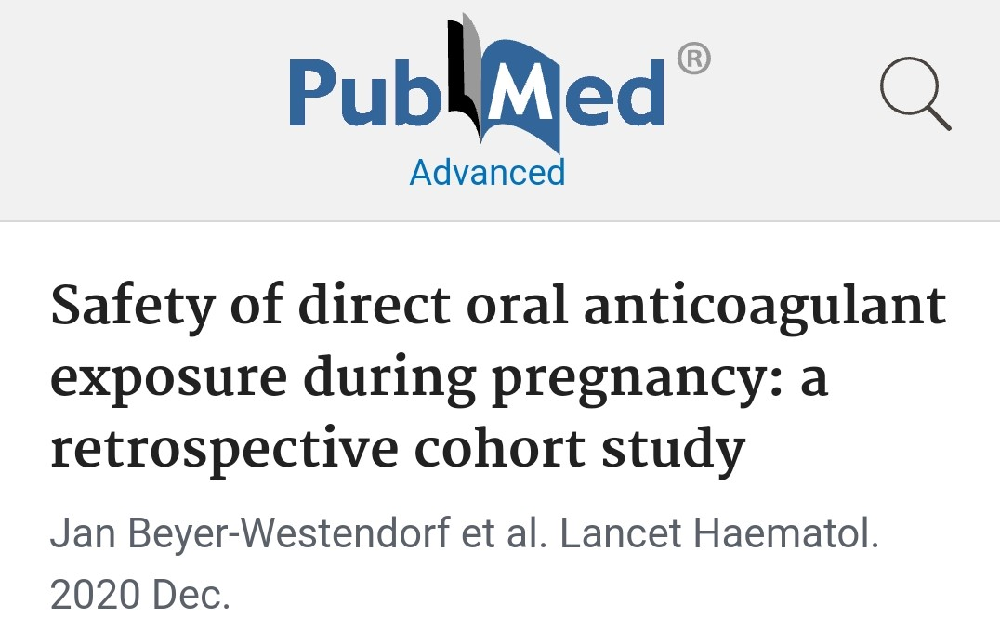 PubMed®
Advanced
Safety of direct oral anticoagulant
exposure during pregnancy: a
retrospective cohort study
Jan Beyer-Westendorf et al. Lancet Haematol.
2020 Dec.